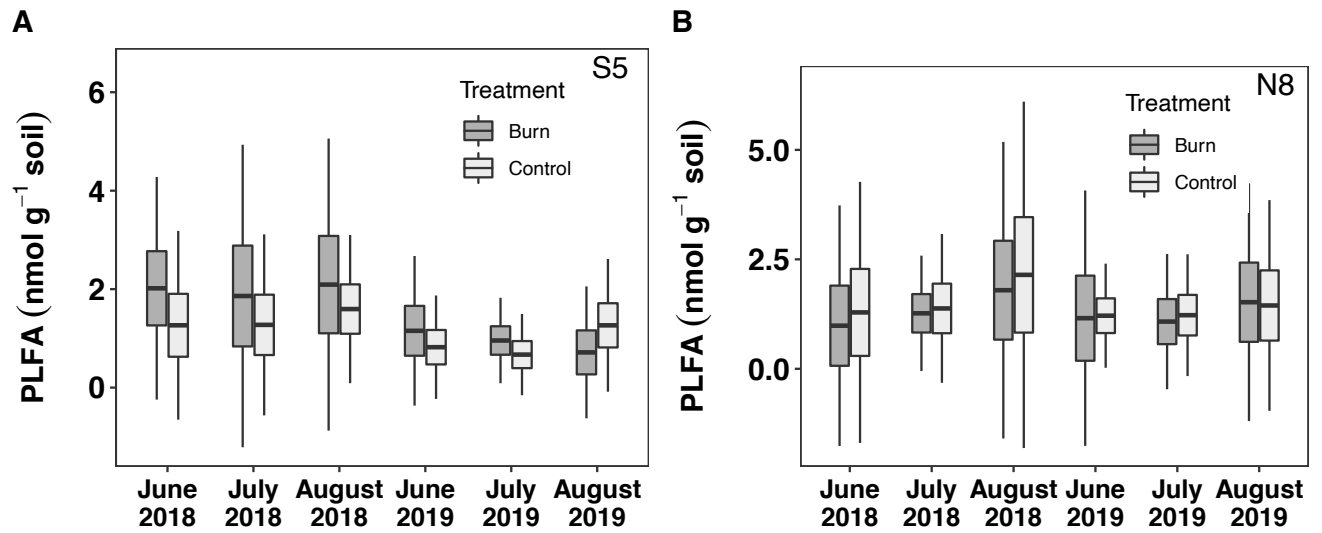 A
S5
Treatment
Burn
Control
PLFA (nmol g⁻¹ soil)
6
4
2
0
June 2018
July 2018
August 2018
June 2019
July 2019
August 2019
B
N8
Treatment
Burn
Control
PLFA (nmol g⁻¹ soil)
5.0
2.5
0.0
June 2018
July 2018
August 2018
June 2019
July 2019
August 2019